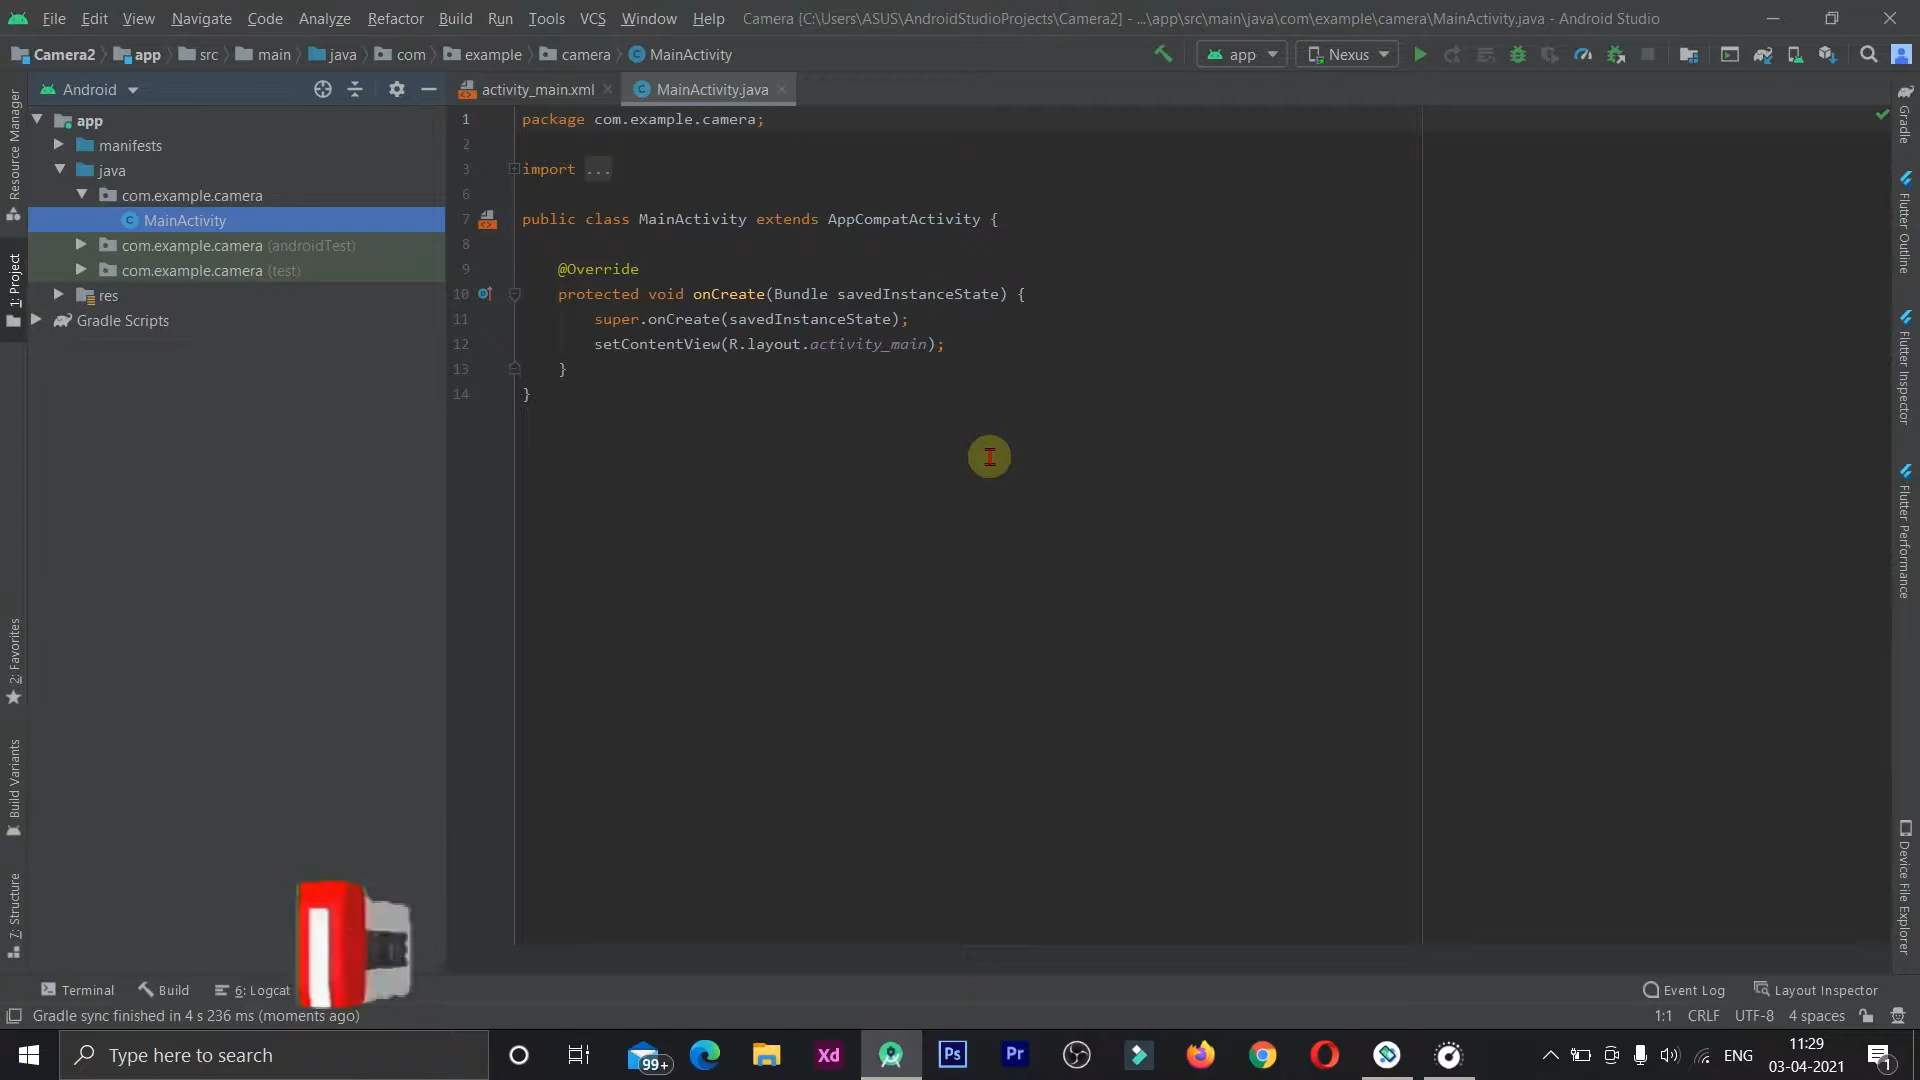 File Edit View Navigate Code Analyze Refactor Build Run Tools VCS Window Help Camera [C:\Users\ASUS\AndroidStudioProjects\Camera2] - ...\app\src\main\java\com\example\camera\MainActivity.java - Android Studio
Camera2 app src main java com example camera MainActivity app Nexus
Android activity_main.xml MainActivity.java
app
manifests
java
com.example.camera
MainActivity
com.example.camera (androidTest)
com.example.camera (test)
res
Gradle Scripts
1 package com.example.camera;
2
3 import ...
6
7 public class MainActivity extends AppCompatActivity {
8
9 @Override
10 protected void onCreate(Bundle savedInstanceState) {
11 super.onCreate(savedInstanceState);
12 setContentView(R.layout.activity_main);
13 }
14 }
Resource Manager
1: Project
2: Favorites
Build Variants
7: Structure
Gradle
Flutter Outline
Flutter Inspector
Flutter Performance
Device File Explorer
Terminal Build 6: Logcat Event Log Layout Inspector
Gradle sync finished in 4 s 236 ms (moments ago) 1:1 CRLF UTF-8 4 spaces
Type here to search
99+
Xd
Ps
Pr
ENG
11:29
03-04-2021
1